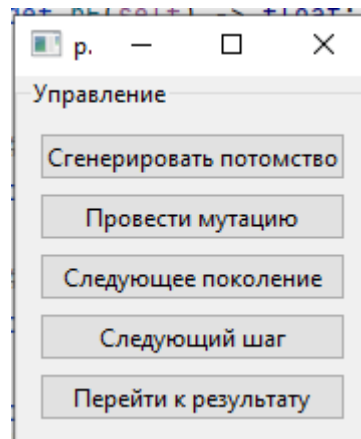 p.
Управление
Сгенерировать потомство
Провести мутацию
Следующее поколение
Следующий шаг
Перейти к результату